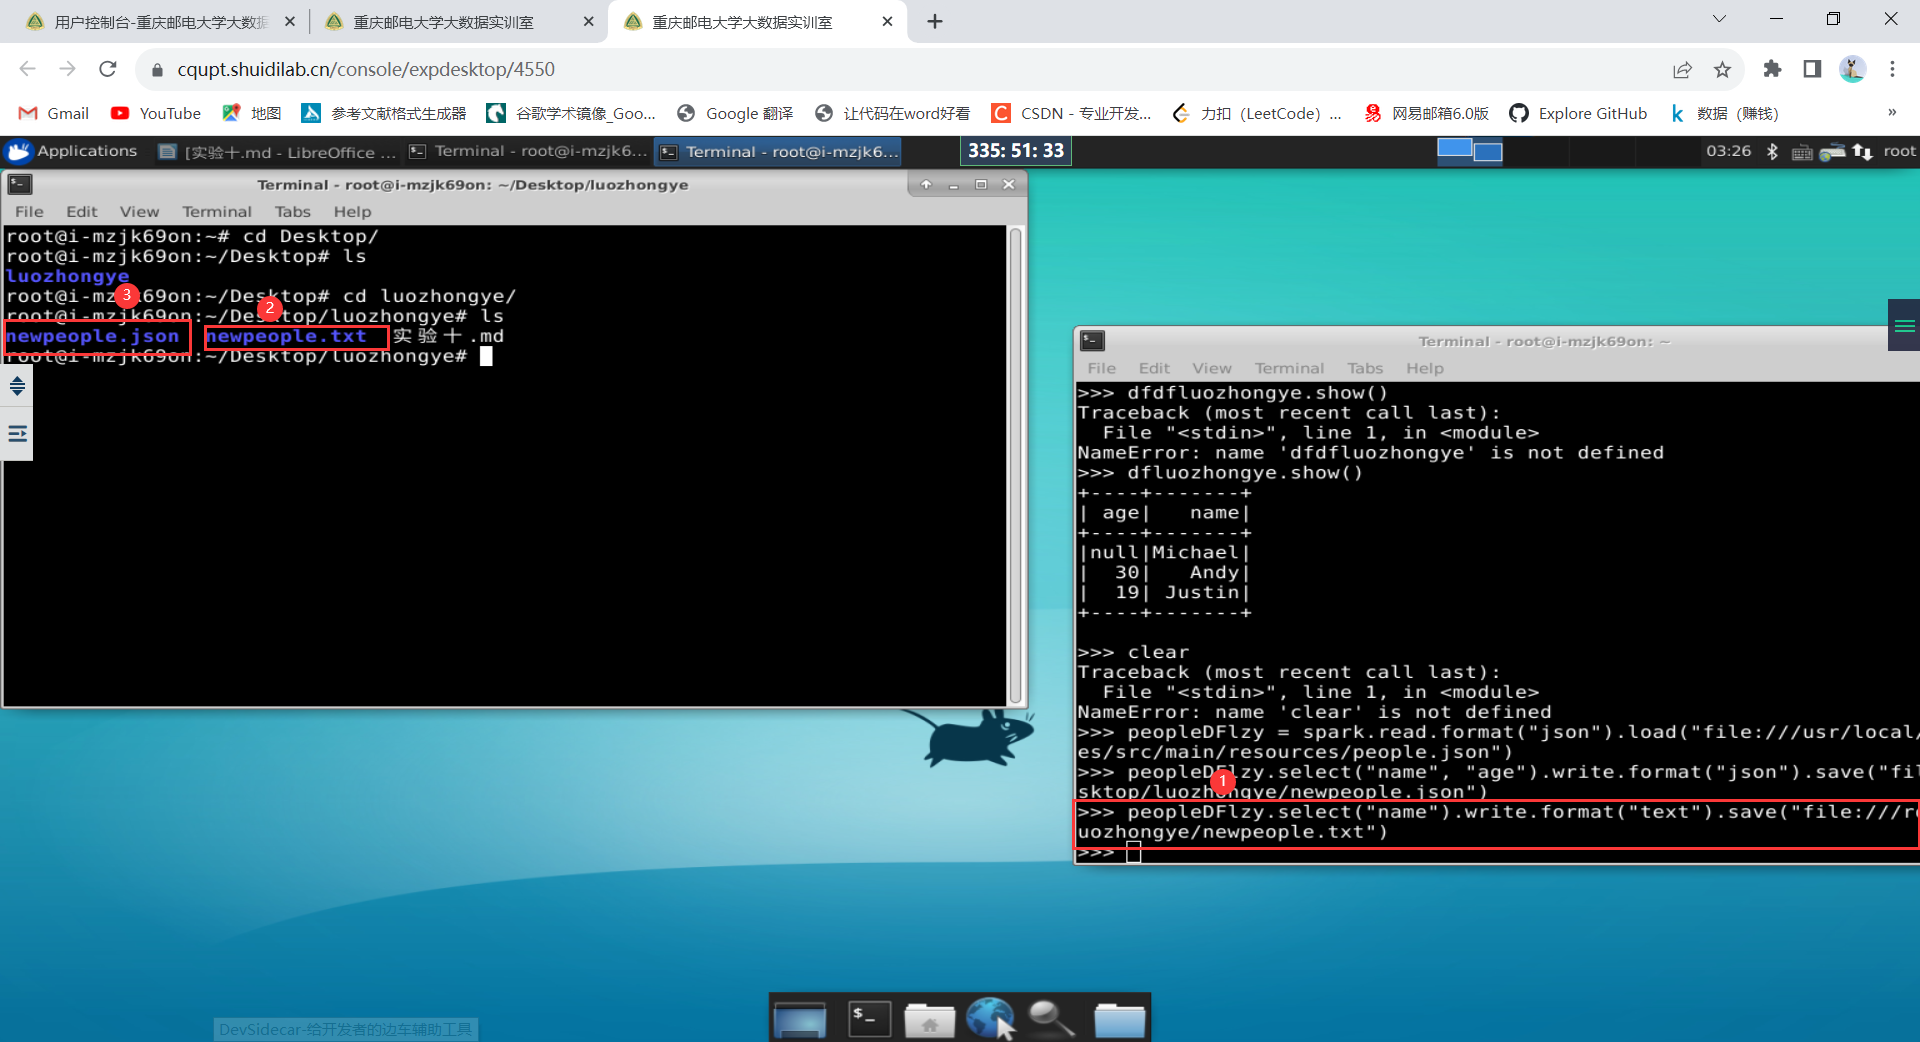 用户控制台-重庆邮电大学大数据
重庆邮电大学大数据实训室
重庆邮电大学大数据实训室
cqupt.shuidilab.cn/console/expdesktop/4550
Gmail
YouTube
地图
参考文献格式生成器
谷歌学术镜像_Goo...
Google 翻译
让代码在word好看
CSDN - 专业开发...
力扣（LeetCode）...
网易邮箱6.0版
Explore GitHub
数据（赚钱）
»
Applications
[实验十.md - LibreOffice ...
Terminal - root@i-mzjk6...
Terminal - root@i-mzjk6...
335: 51: 33
03:26
root
Terminal - root@i-mzjk69on: ~/Desktop/luozhongye
File Edit View Terminal Tabs Help
root@i-mzjk69on:~# cd Desktop/
root@i-mzjk69on:~/Desktop# ls
luozhongye
root@i-mzjk69on:~/Desktop# cd luozhongye/
root@i-mzjk69on:~/Desktop/luozhongye# ls
newpeople.json newpeople.txt 实验十.md
root@i-mzjk69on:~/Desktop/luozhongye#
3
2
Terminal - root@i-mzjk69on: ~
File Edit View Terminal Tabs Help
>>> dfdfluozhongye.show()
Traceback (most recent call last):
File "<stdin>", line 1, in <module>
NameError: name 'dfdfluozhongye' is not defined
>>> dfluozhongye.show()
+----+-------+
| age|   name|
+----+-------+
|null|Michael|
|  30|   Andy|
|  19| Justin|
+----+-------+
>>> clear
Traceback (most recent call last):
File "<stdin>", line 1, in <module>
NameError: name 'clear' is not defined
>>> peopleDFlzy = spark.read.format("json").load("file:///usr/local/
es/src/main/resources/people.json")
>>> peopleDFlzy.select("name", "age").write.format("json").save("fil
sktop/luozhongye/newpeople.json")
1
>>> peopleDFlzy.select("name").write.format("text").save("file:///r
uozhongye/newpeople.txt")
>>>
DevSidecar-给开发者的边车辅助工具